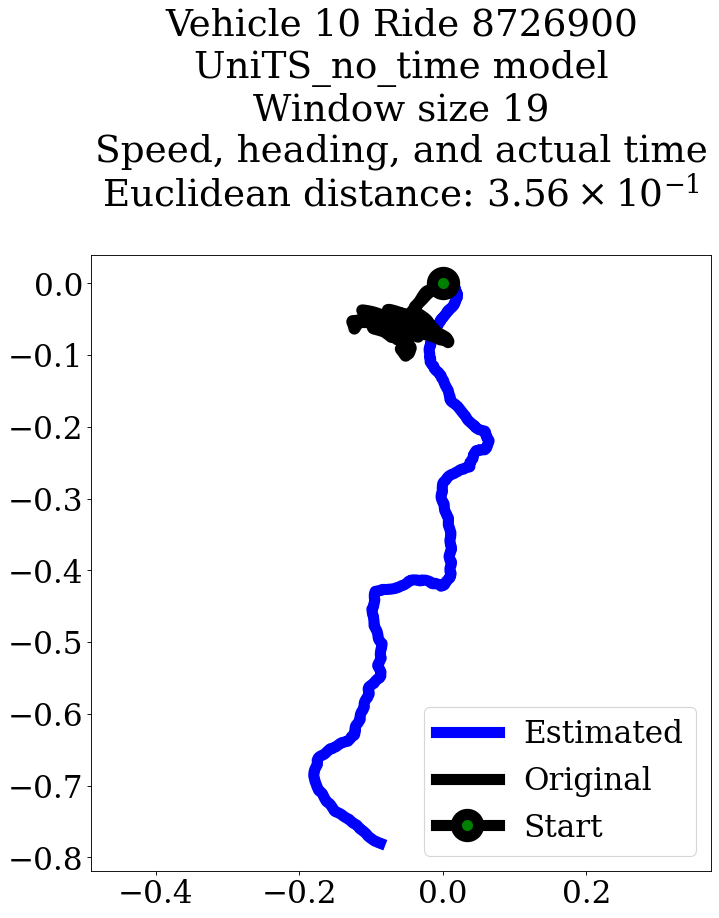 Vehicle 10 Ride 8726900
UniTS_no_time model
Window size 19
Speed, heading, and actual time
Euclidean distance: 3.56 × 10⁻¹
0.0
−0.1
−0.2
−0.3
−0.4
−0.5
−0.6
−0.7
−0.8
Estimated
Original
Start
−0.4 −0.2 0.0 0.2